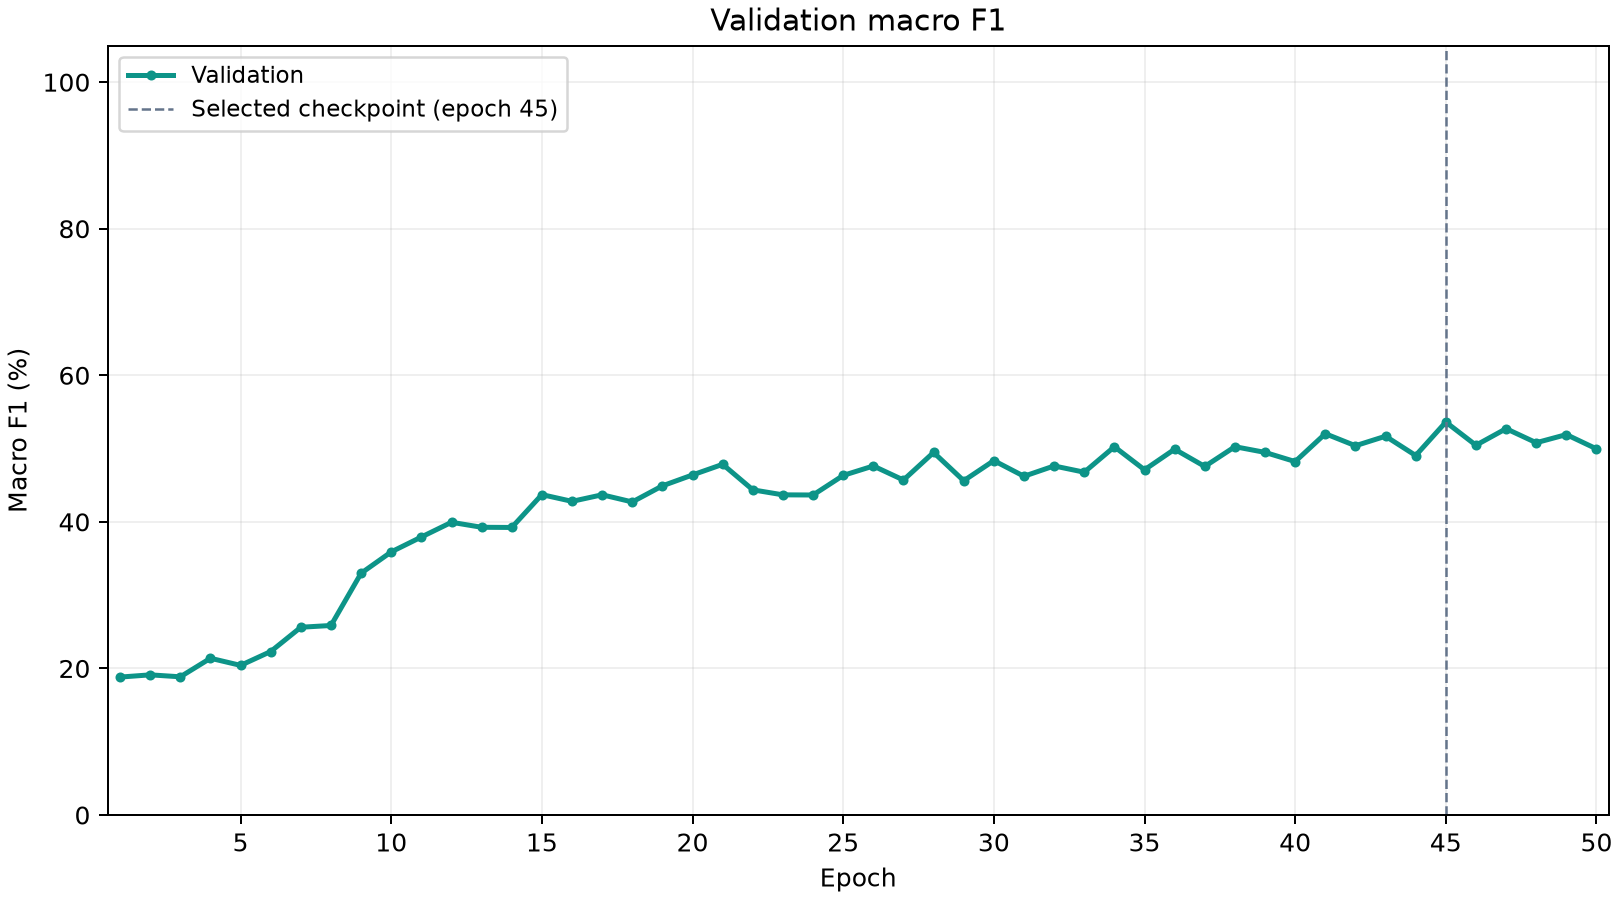 Validation macro F1
Validation
Selected checkpoint (epoch 45)
Macro F1 (%)
100
80
60
40
20
0
5 10 15 20 25 30 35 40 45 50
Epoch